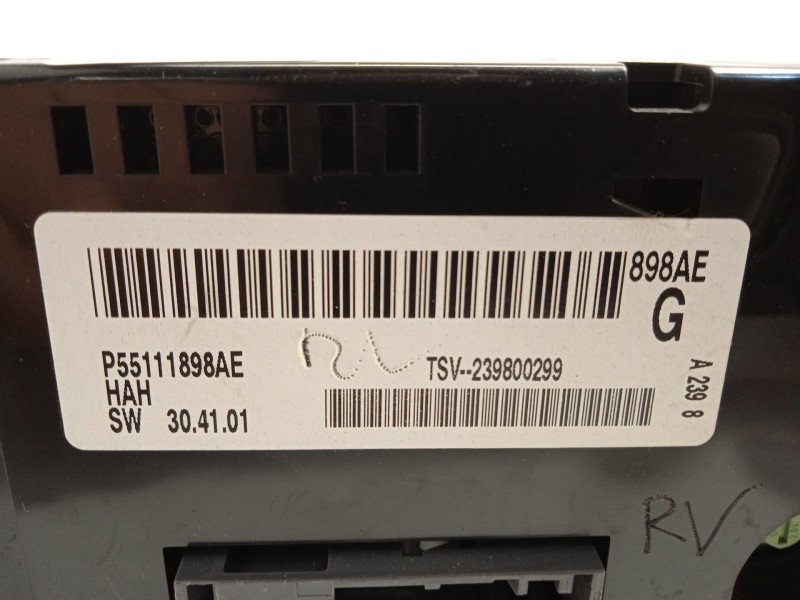 898AE
G
P55111898AE
HAH
SW 30.41.01
TSV--239800299
A 239 8
RV